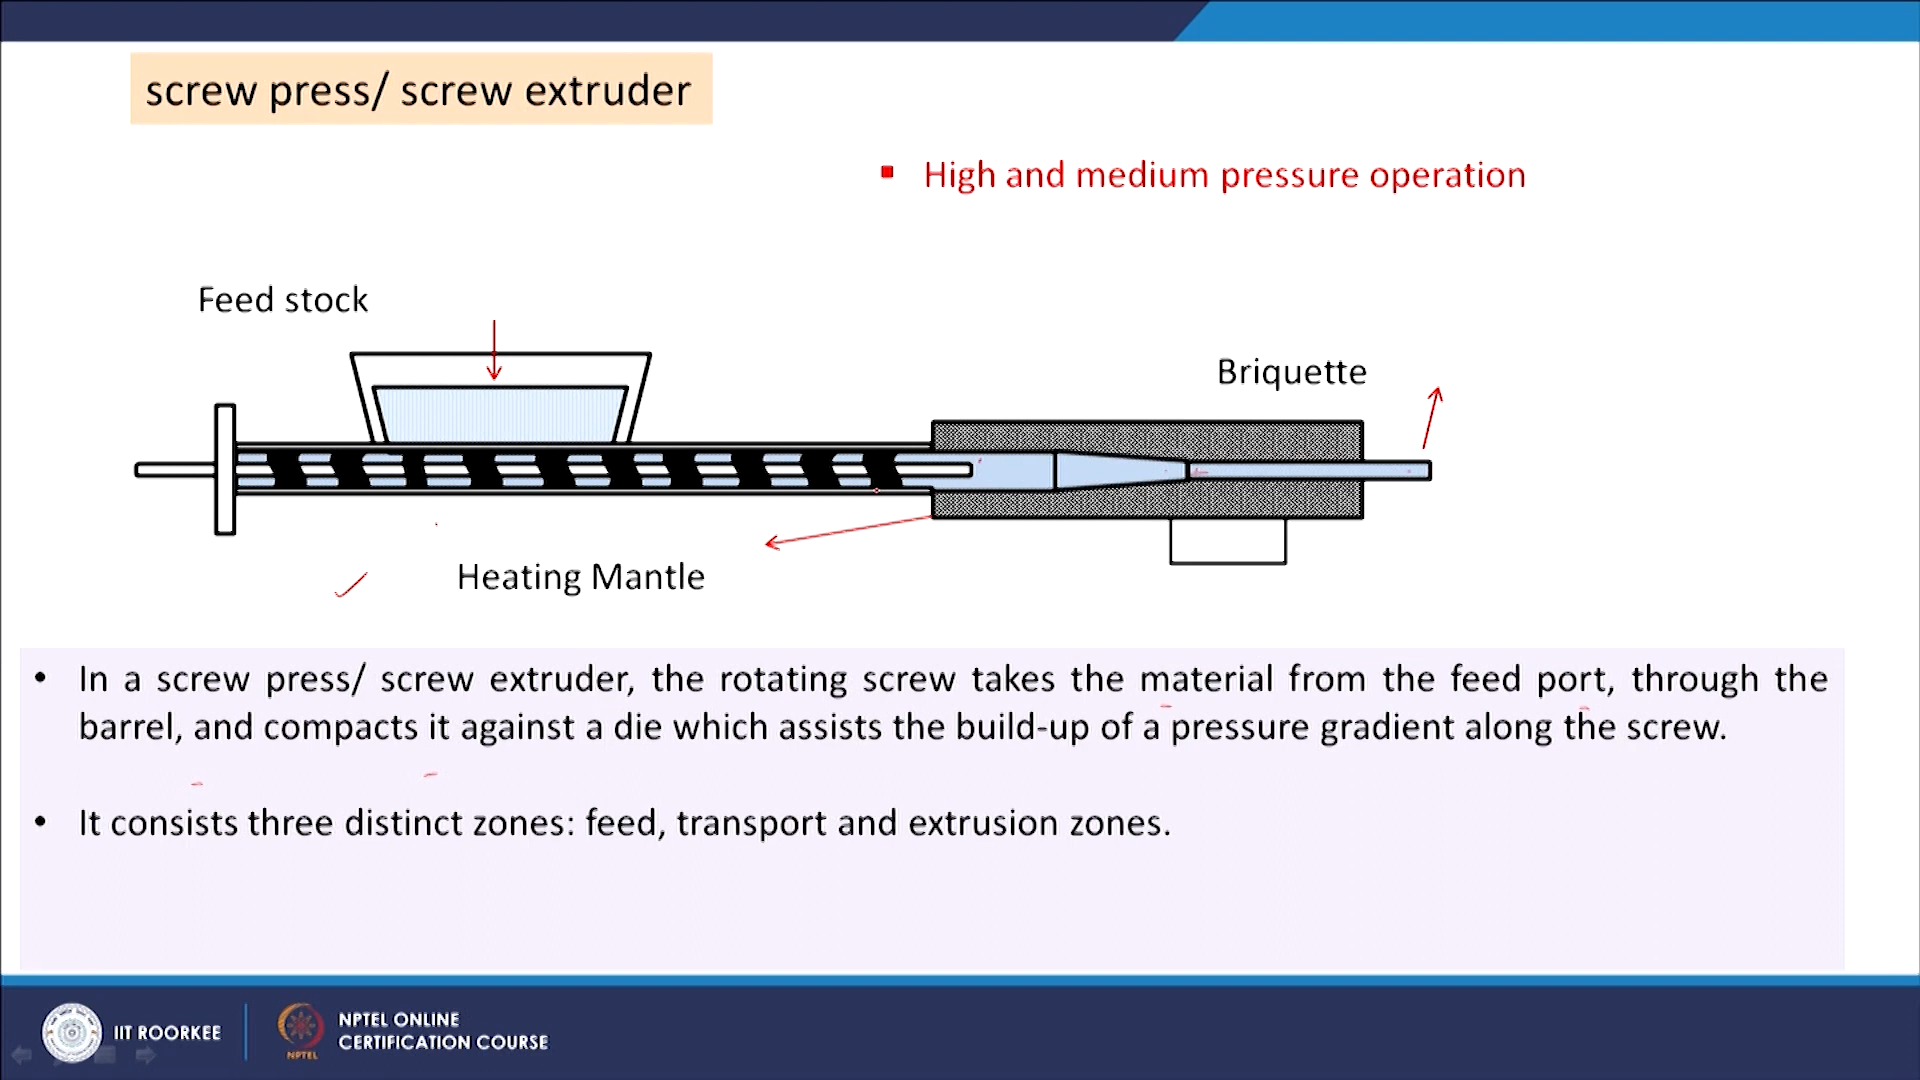 screw press/ screw extruder
▪ High and medium pressure operation
Feed stock
Briquette
Heating Mantle
• In a screw press/ screw extruder, the rotating screw takes the material from the feed port, through the
barrel, and compacts it against a die which assists the build-up of a pressure gradient along the screw.
• It consists three distinct zones: feed, transport and extrusion zones.
IIT ROORKEE
NPTEL
NPTEL ONLINE
CERTIFICATION COURSE